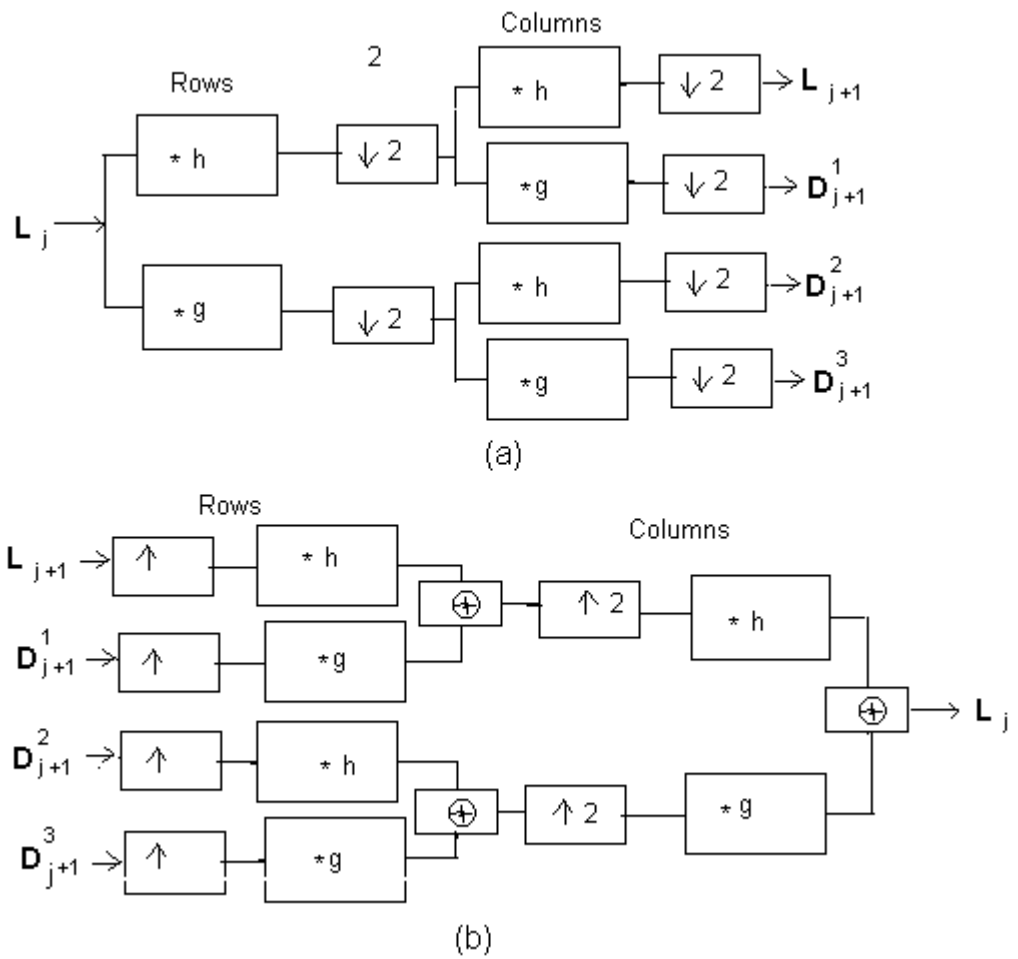 Columns
2
Rows
* h
↓ 2
* h
↓ 2
L j+1
*g
↓ 2
D 1 j+1
L j
*g
↓ 2
* h
↓ 2
D 2 j+1
*g
↓ 2
D 3 j+1
(a)
Rows
Columns
L j+1
↑
* h
↑ 2
* h
D 1 j+1
↑
*g
L j
D 2 j+1
↑
* h
↑ 2
*g
D 3 j+1
↑
*g
(b)